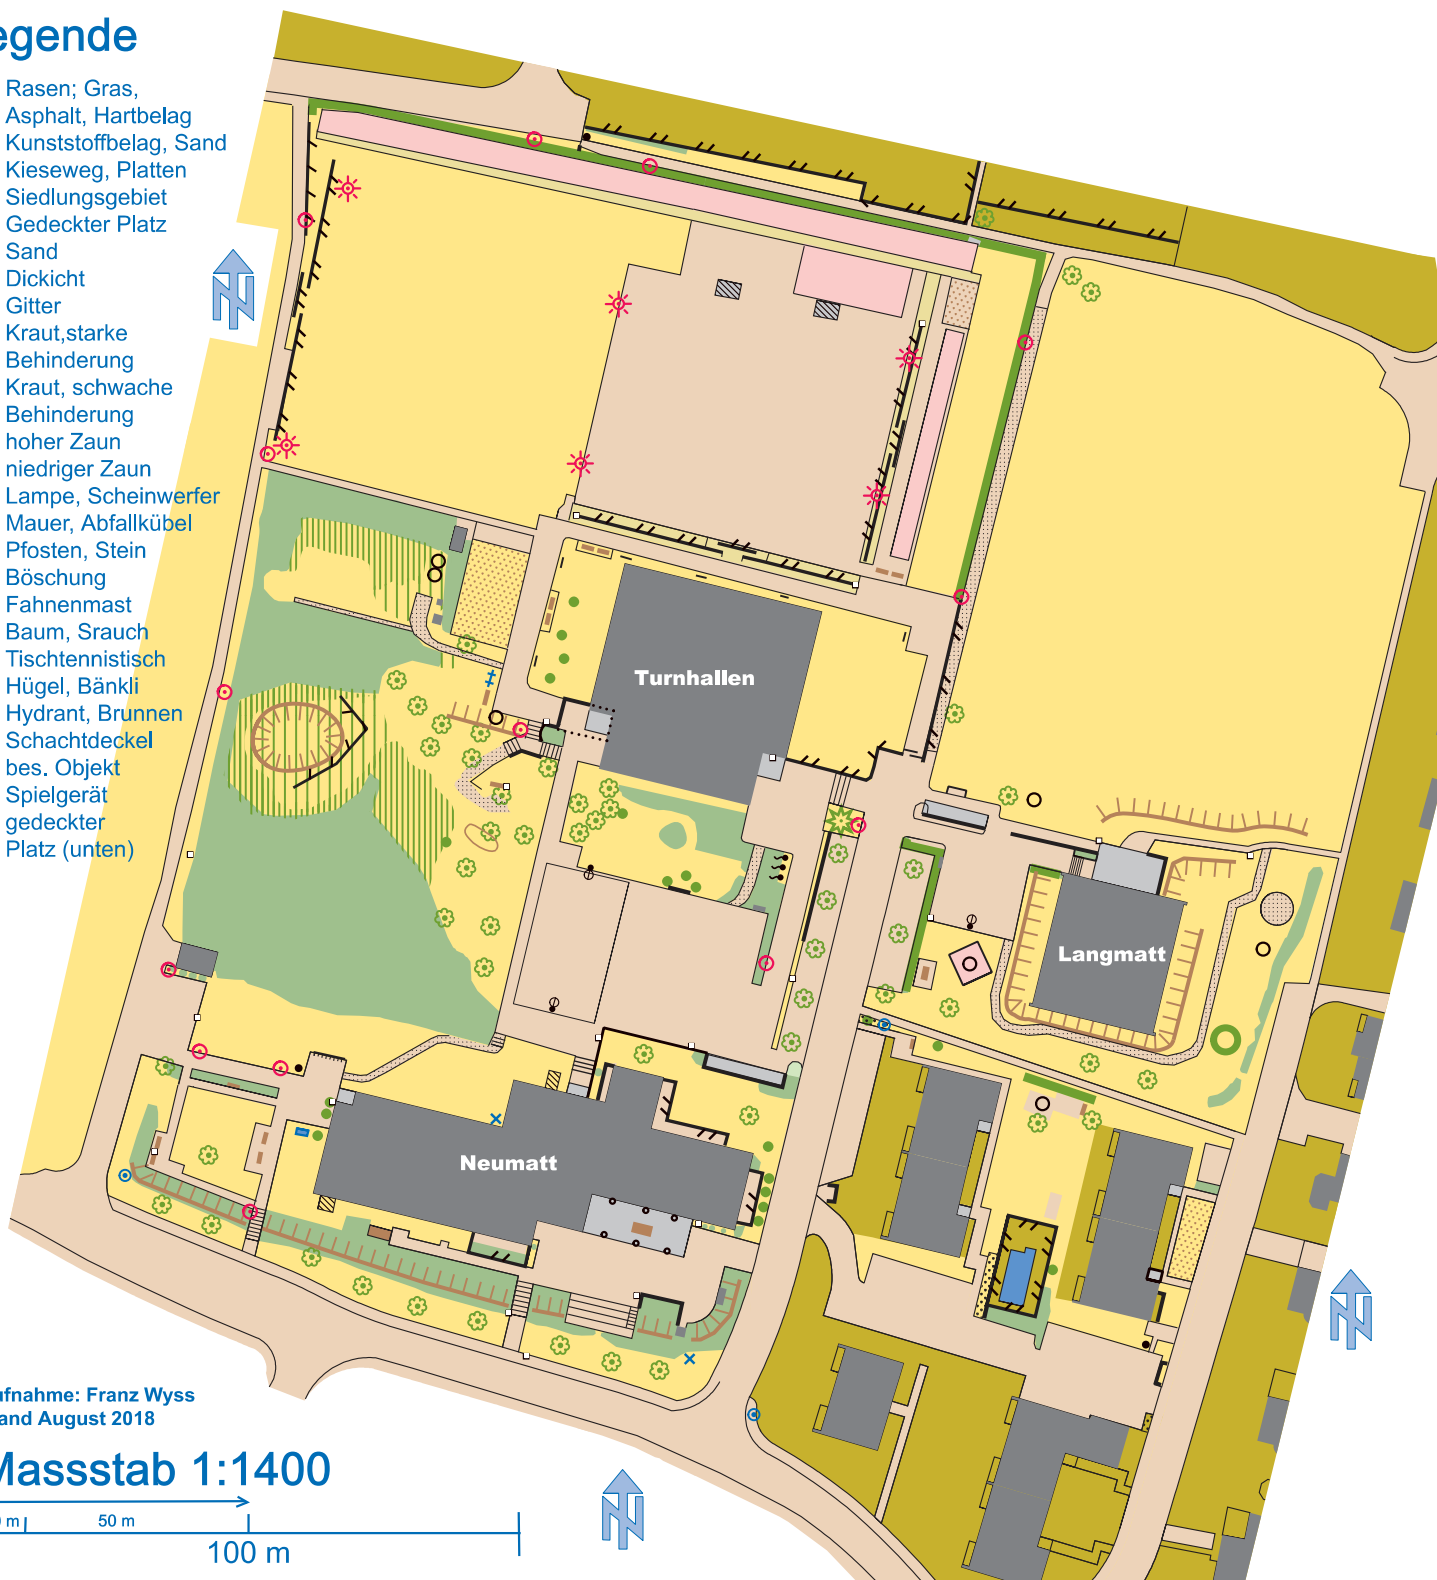 egende
Rasen; Gras,
Asphalt, Hartbelag
Kunststoffbelag, Sand
Kieseweg, Platten
Siedlungsgebiet
Gedeckter Platz
Sand
Dickicht
Gitter
Kraut,starke
Behinderung
Kraut, schwache
Behinderung
hoher Zaun
niedriger Zaun
Lampe, Scheinwerfer
Mauer, Abfallkübel
Pfosten, Stein
Böschung
Fahnenmast
Baum, Srauch
Tischtennistisch
Hügel, Bänkli
Hydrant, Brunnen
Schachtdeckel
bes. Objekt
Spielgerät
gedeckter
Platz (unten)
Turnhallen
Langmatt
Neumatt
ufnahme: Franz Wyss
and August 2018
Massstab 1:1400
m
50 m
100 m